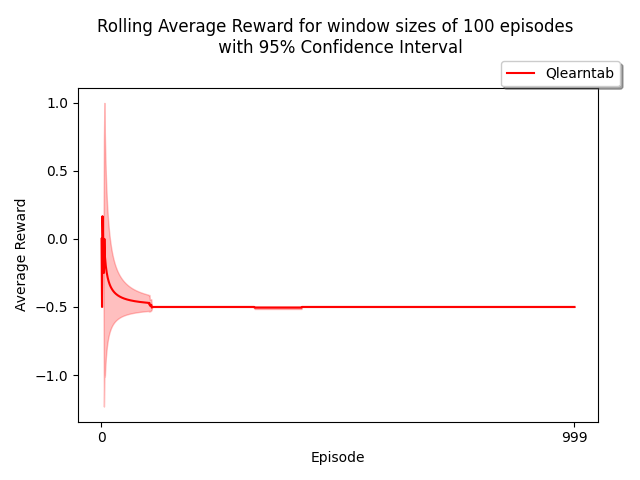 Rolling Average Reward for window sizes of 100 episodes
with 95% Confidence Interval
Qlearntab
1.0
0.5
0.0
−0.5
−1.0
Average Reward
0
999
Episode